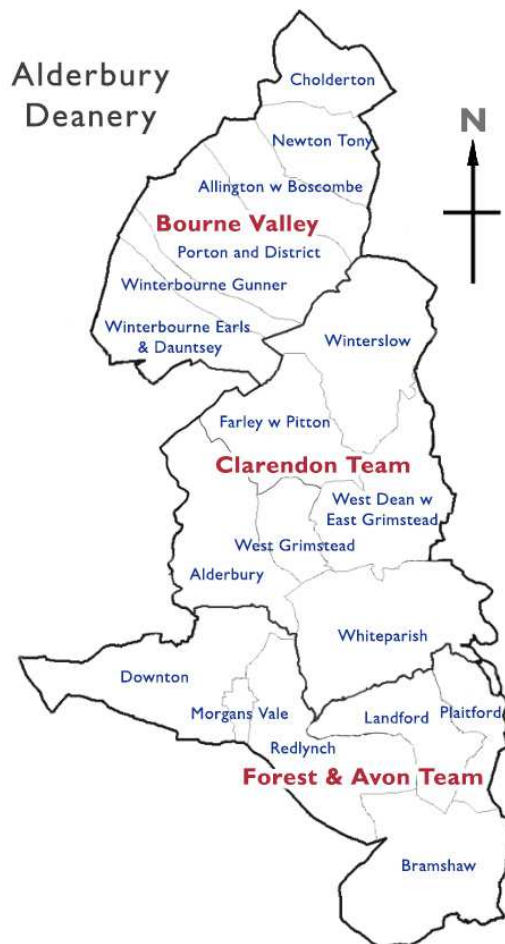 Alderbury
Deanery
N
Cholderton
Newton Tony
Allington w Boscombe
Bourne Valley
Porton and District
Winterbourne Gunner
Winterbourne Earls
& Dauntsey
Winterslow
Farley w Pitton
Clarendon Team
West Dean w
East Grimstead
West Grimstead
Alderbury
Whiteparish
Downton
Morgans Vale
Landford
Plaitford
Redlynch
Forest & Avon Team
Bramshaw